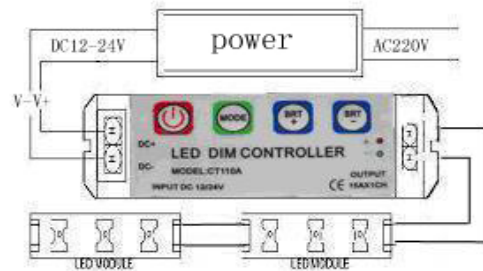 power
DC12-24V
AC220V
V-V+
MODE
BRT
+
BRT
-
DC+
DC-
LED DIM CONTROLLER
MODEL:CT110A
INPUT DC 12/24V
OUTPUT
CE 15AX1CH
LED MODULE
LED MODULE